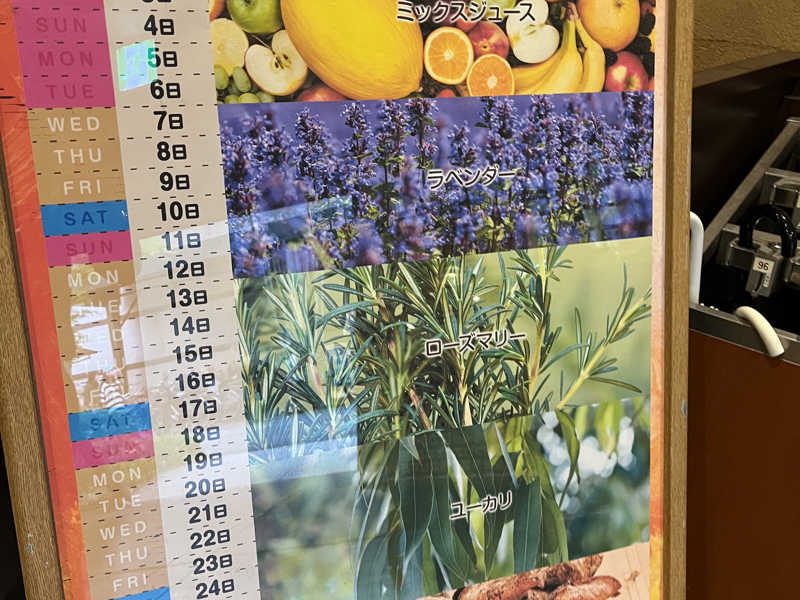 ミックスジュース
SUN 4日
MON 5日
TUE 6日
WED 7日
THU 8日
FRI 9日
ラベンダー
SAT 10日
SUN 11日
MON 12日
TUE 13日
WED 14日
15日
ローズマリー
16日
SAT 17日
SUN 18日
MON 19日
TUE 20日
WED 21日
ユーカリ
THU 22日
FRI 23日
24日
96